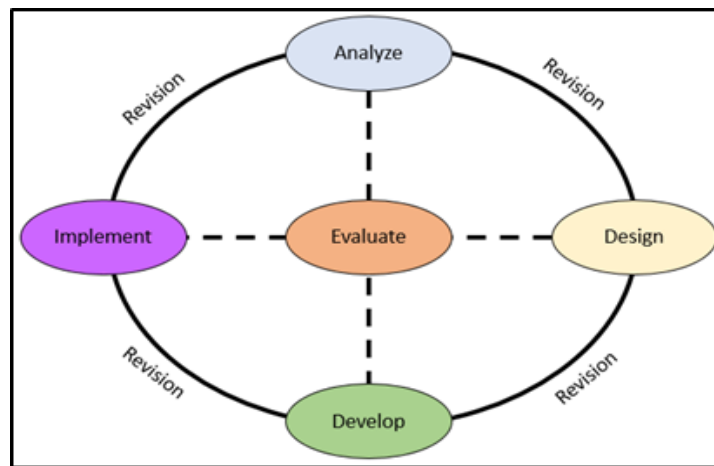 Analyze
Revision
Revision
Implement
Evaluate
Design
Revision
Revision
Develop